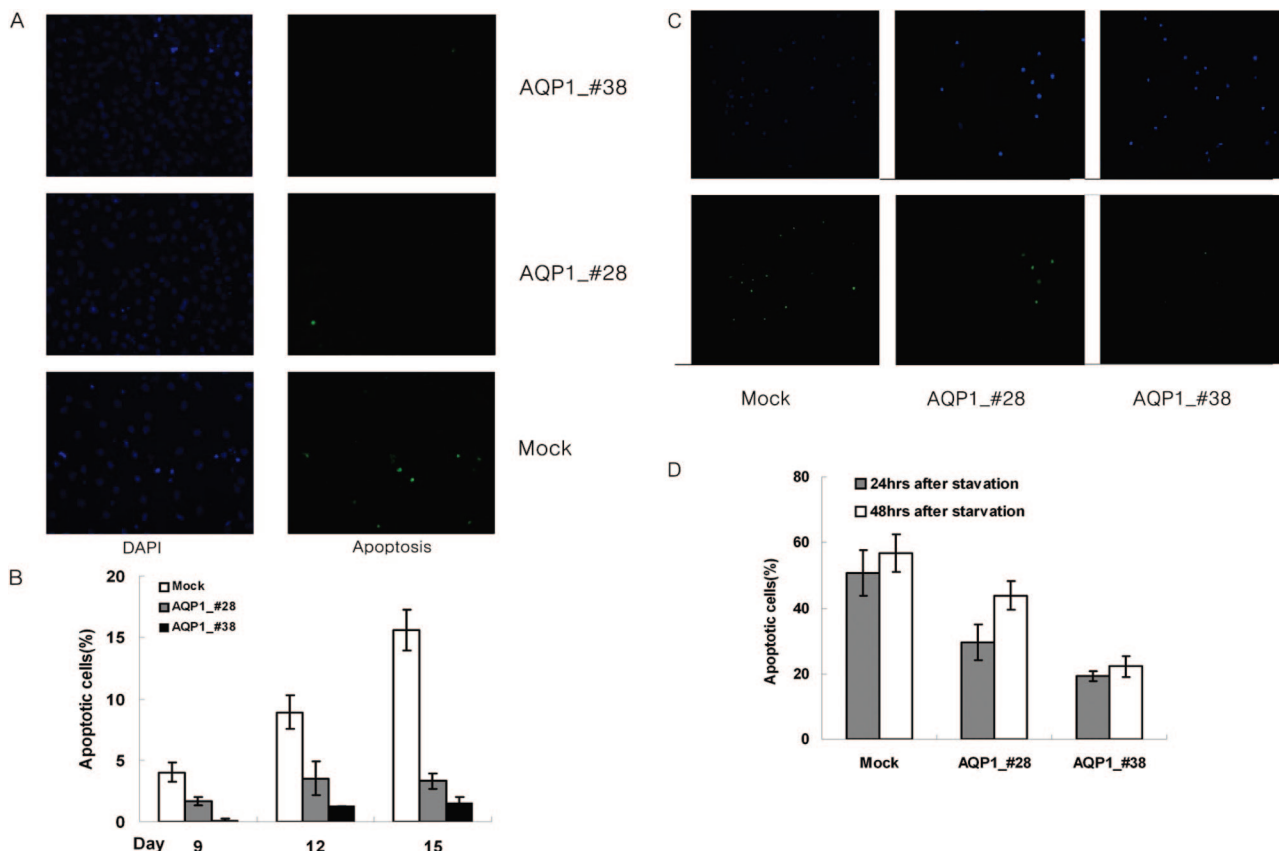 A
AQP1_#38
AQP1_#28
Mock
DAPI
Apoptosis
B
Apoptotic cells(%)
20
15
10
5
0
Mock
AQP1_#28
AQP1_#38
Day
9
12
15
C
Mock
AQP1_#28
AQP1_#38
D
Apoptotic cells(%)
80
60
40
20
0
24hrs after stavation
48hrs after starvation
Mock
AQP1_#28
AQP1_#38